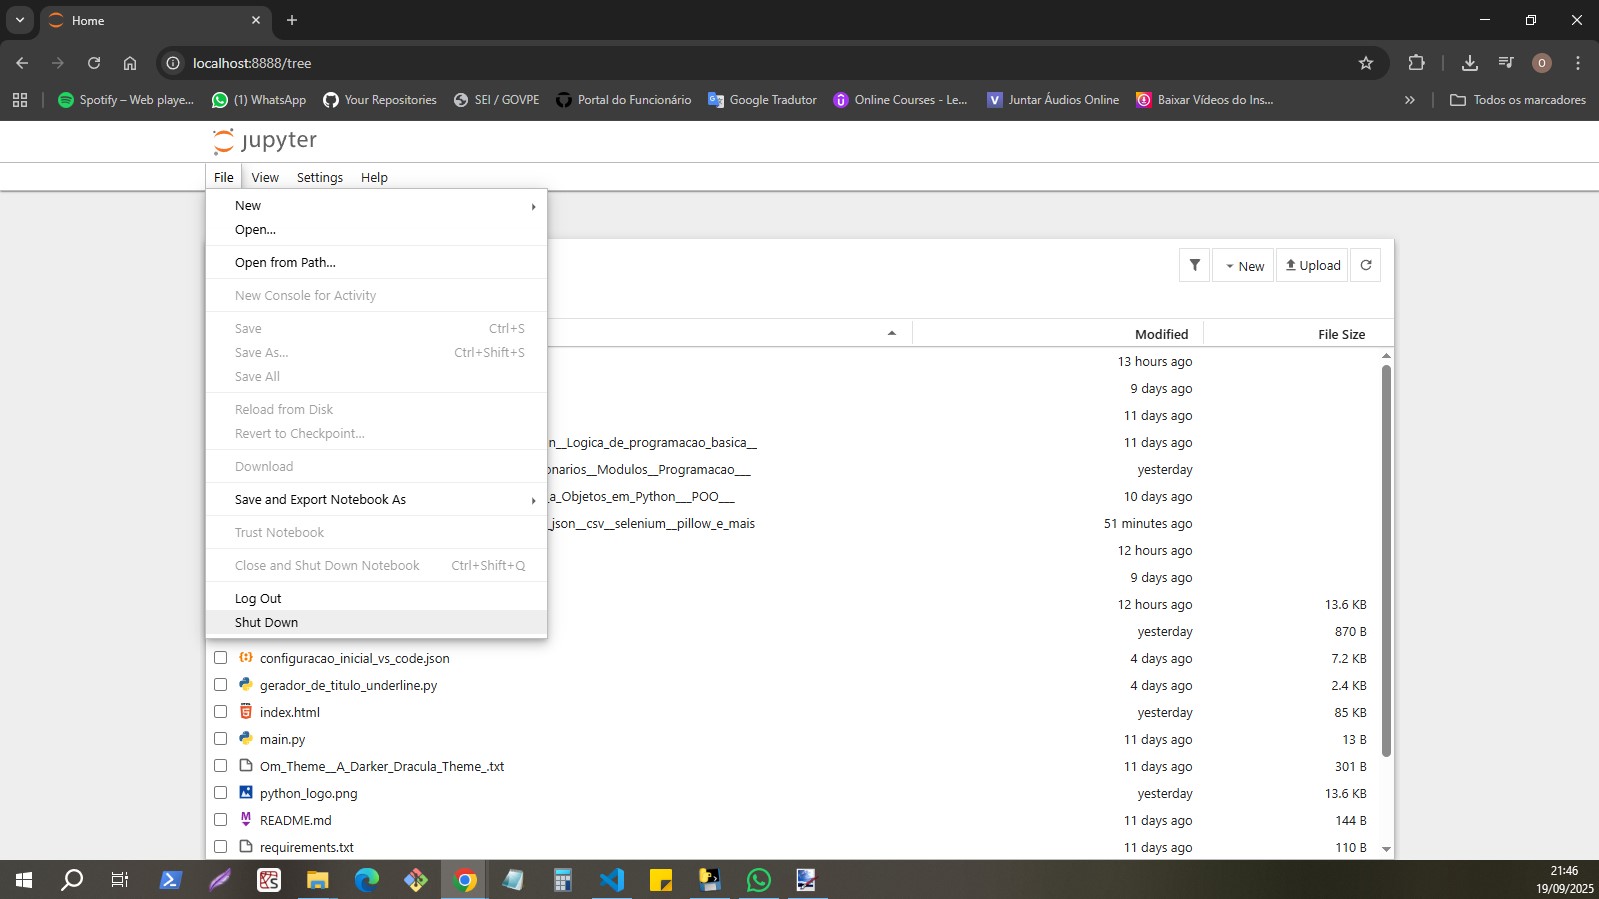 Home
localhost:8888/tree
Spotify – Web playe...
(1) WhatsApp
Your Repositories
SEI / GOVPE
Portal do Funcionário
Google Tradutor
Online Courses - Le...
Juntar Áudios Online
Baixar Vídeos do Ins...
Todos os marcadores
jupyter
File View Settings Help
New
Open...
Open from Path...
New Console for Activity
Save Ctrl+S
Save As... Ctrl+Shift+S
Save All
Reload from Disk
Revert to Checkpoint...
Download
Save and Export Notebook As
Trust Notebook
Close and Shut Down Notebook Ctrl+Shift+Q
Log Out
Shut Down
New Upload
Modified File Size
13 hours ago
9 days ago
11 days ago
n__Logica_de_programacao_basica__ 11 days ago
onarios__Modulos__Programacao___ yesterday
_a_Objetos_em_Python___POO___ 10 days ago
_json__csv__selenium__pillow_e_mais 51 minutes ago
12 hours ago
9 days ago
12 hours ago 13.6 KB
yesterday 870 B
configuracao_inicial_vs_code.json 4 days ago 7.2 KB
gerador_de_titulo_underline.py 4 days ago 2.4 KB
index.html yesterday 85 KB
main.py 11 days ago 13 B
Om_Theme__A_Darker_Dracula_Theme_.txt 11 days ago 301 B
python_logo.png yesterday 13.6 KB
README.md 11 days ago 144 B
requirements.txt 11 days ago 110 B
21:46
19/09/2025